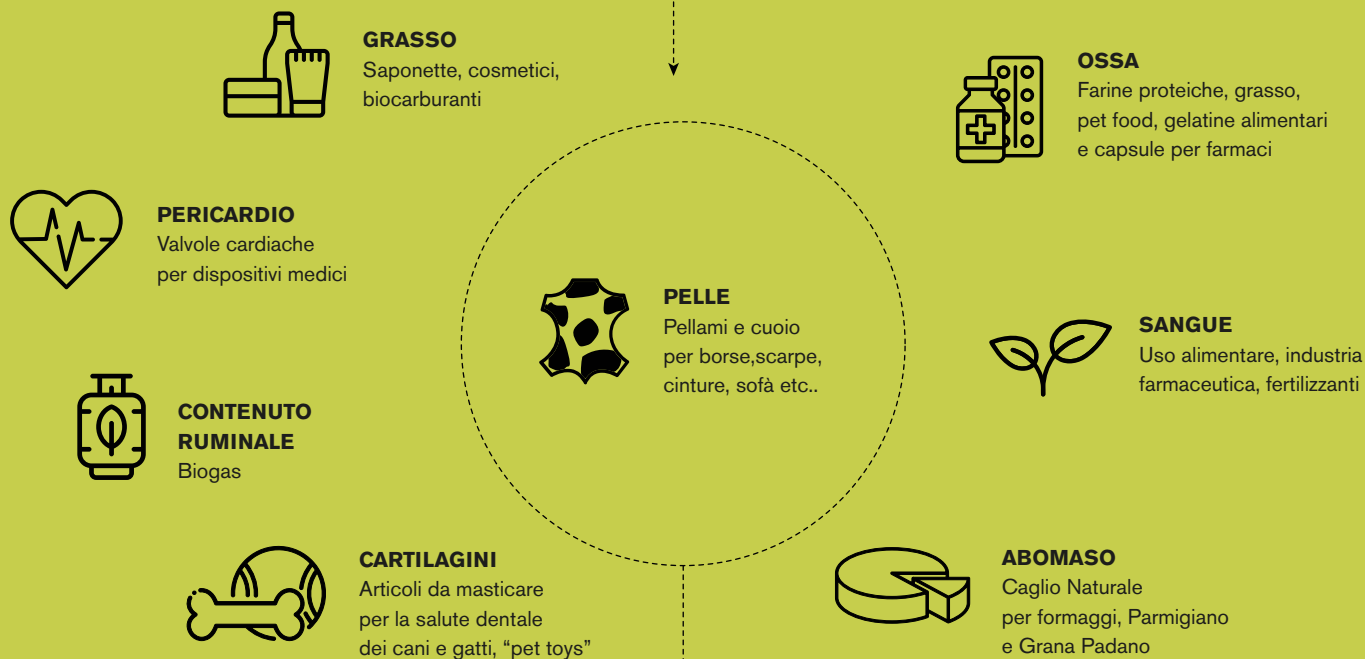 GRASSO
Saponette, cosmetici,
biocarburanti
OSSA
Farine proteiche, grasso,
pet food, gelatine alimentari
e capsule per farmaci
PERICARDIO
Valvole cardiache
per dispositivi medici
PELLE
Pellami e cuoio
per borse,scarpe,
cinture, sofà etc..
SANGUE
Uso alimentare, industria
farmaceutica, fertilizzanti
CONTENUTO
RUMINALE
Biogas
CARTILAGINI
Articoli da masticare
per la salute dentale
dei cani e gatti, “pet toys”
ABOMASO
Caglio Naturale
per formaggi, Parmigiano
e Grana Padano